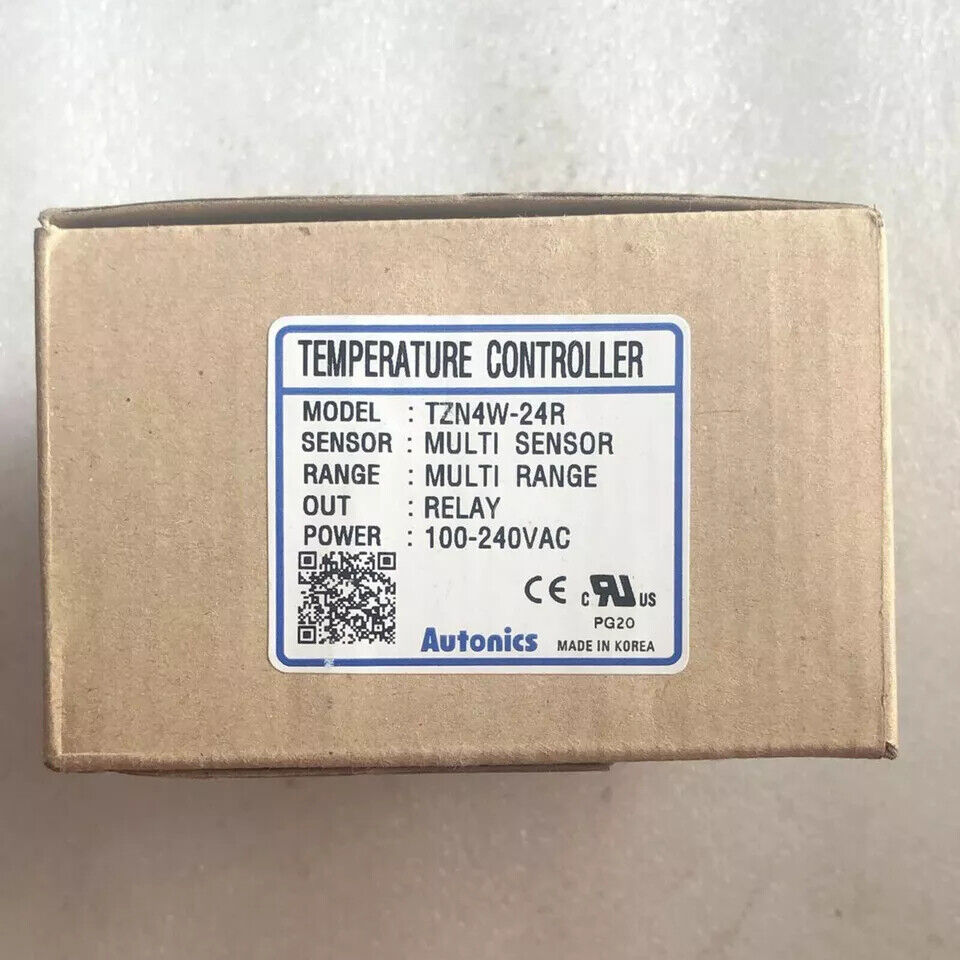 TEMPERATURE CONTROLLER
MODEL : TZN4W-24R
SENSOR : MULTI SENSOR
RANGE : MULTI RANGE
OUT : RELAY
POWER : 100-240VAC
CE c RU US
PG20
Autonics MADE IN KOREA